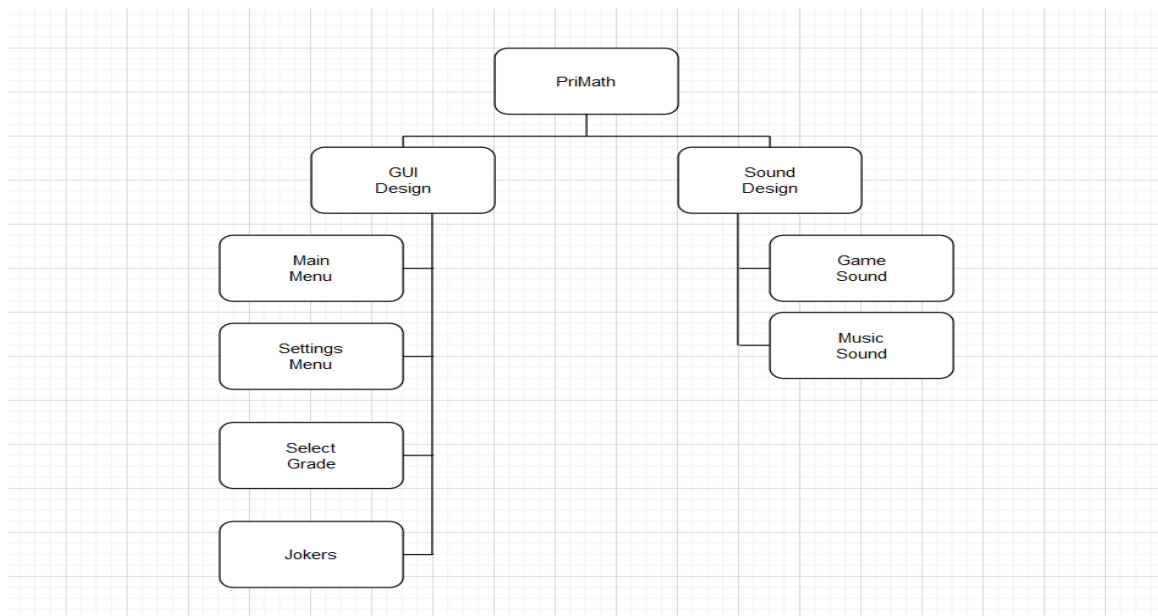 PriMath
GUI
Design
Sound
Design
Main
Menu
Game
Sound
Settings
Menu
Music
Sound
Select
Grade
Jokers